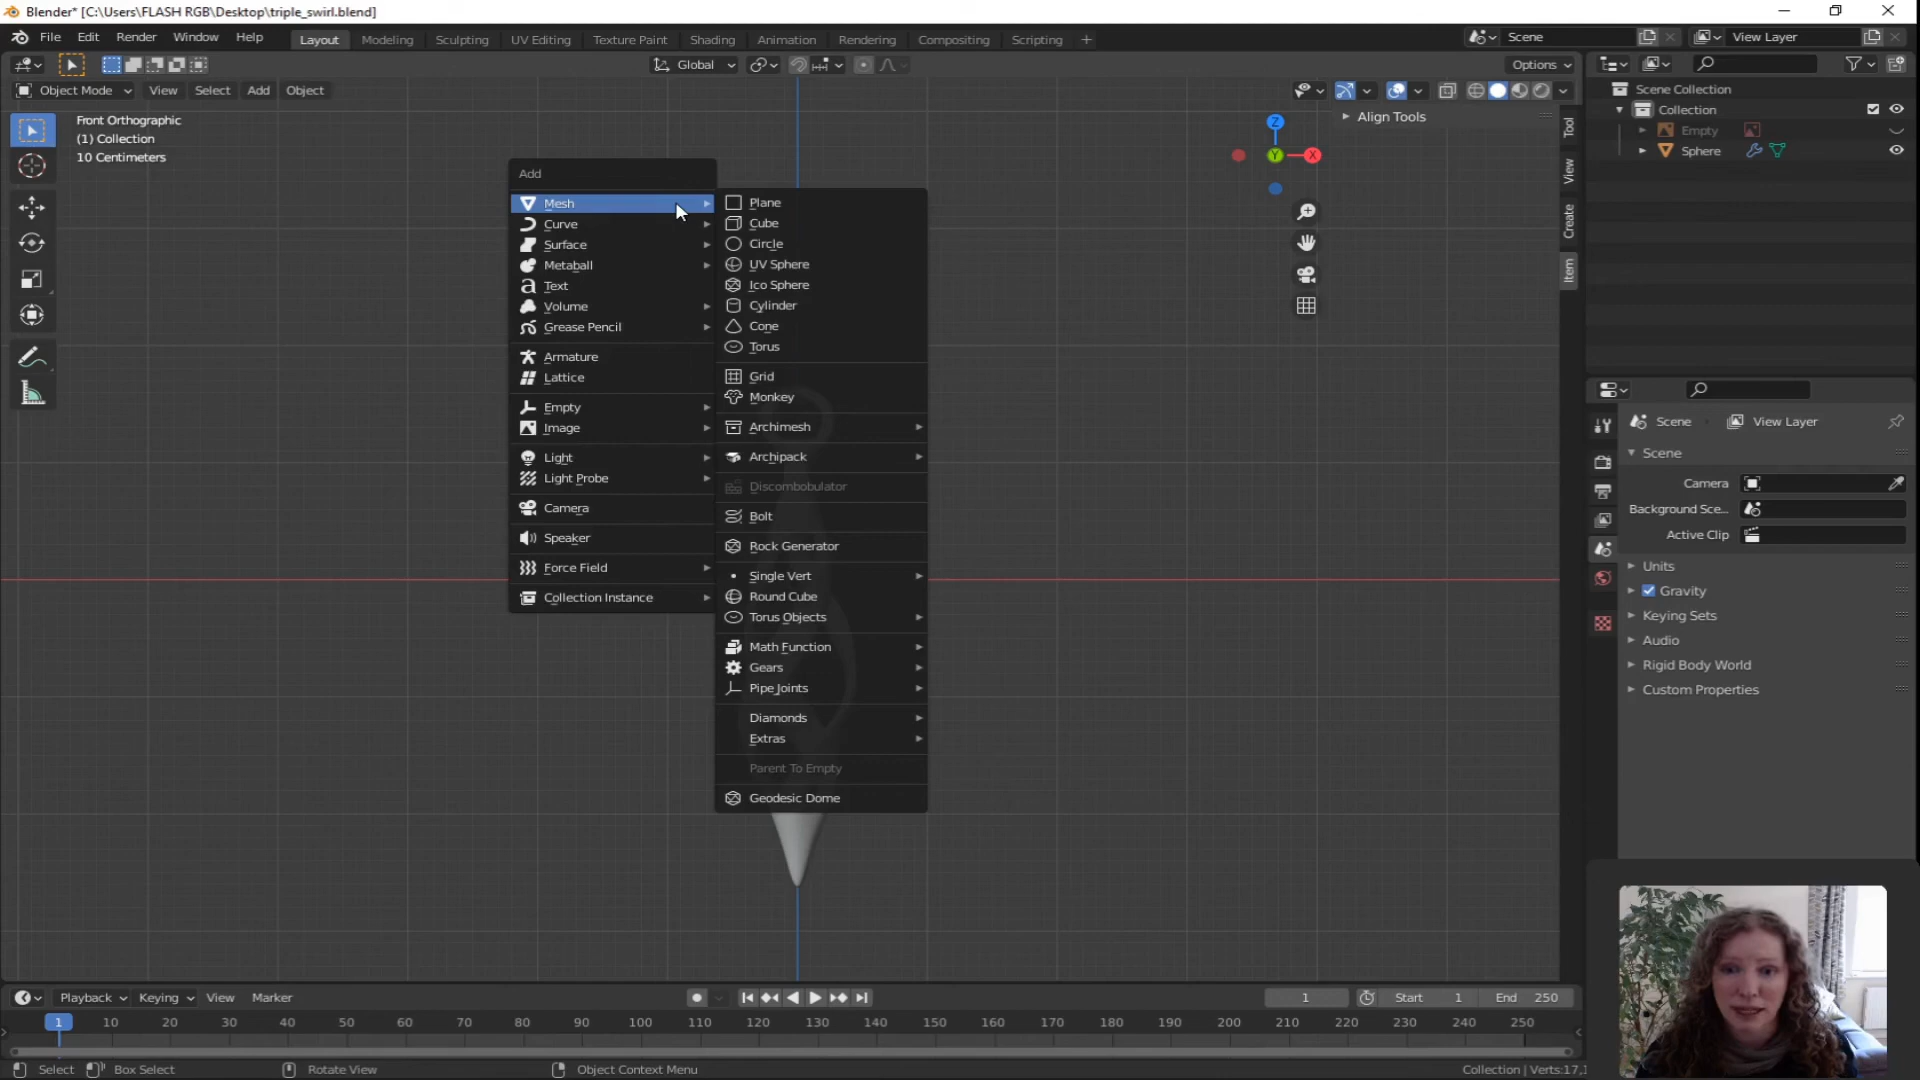 Blender* [C:\Users\FLASH RGB\Desktop\triple_swirl.blend]
File Edit Render Window Help Layout Modeling Sculpting UV Editing Texture Paint Shading Animation Rendering Compositing Scripting + Scene View Layer
Global Options
Object Mode View Select Add Object
Front Orthographic
(1) Collection
10 Centimeters
Z
Y
X
Align Tools
Tool
View
Create
Item
Add
Mesh
Curve
Surface
Metaball
Text
Volume
Grease Pencil
Armature
Lattice
Empty
Image
Light
Light Probe
Camera
Speaker
Force Field
Collection Instance
Plane
Cube
Circle
UV Sphere
Ico Sphere
Cylinder
Cone
Torus
Grid
Monkey
Archimesh
Archipack
Discombobulator
Bolt
Rock Generator
Single Vert
Round Cube
Torus Objects
Math Function
Gears
Pipe Joints
Diamonds
Extras
Parent To Empty
Geodesic Dome
Scene Collection
Collection
Empty
Sphere
Scene View Layer
Scene
Camera
Background Sce...
Active Clip
Units
Gravity
Keying Sets
Audio
Rigid Body World
Custom Properties
Playback Keying View Marker 1 Start 1 End 250
1 10 20 30 40 50 60 70 80 90 100 110 120 130 140 150 160 170 180 190 200 210 220 230 240 250
Select Box Select Rotate View Object Context Menu Collection | Verts:17,1